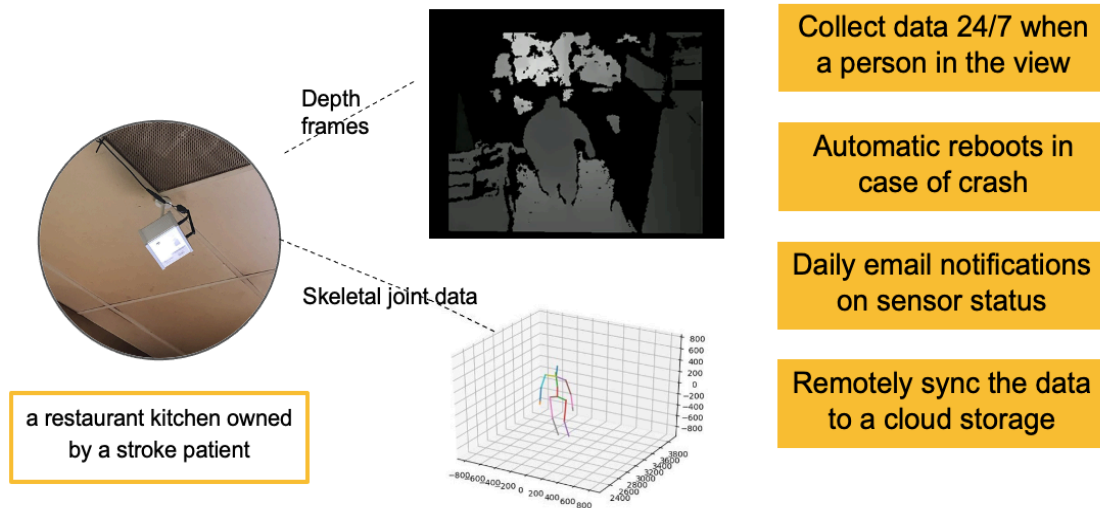 Depth
frames
Skeletal joint data
a restaurant kitchen owned
by a stroke patient
800
600
400
200
0
−200
−400
−600
−800
−800
−600
−400
−200
0
200
400
600
800
2400
2600
2800
3000
3200
3400
3600
3800
Collect data 24/7 when
a person in the view
Automatic reboots in
case of crash
Daily email notifications
on sensor status
Remotely sync the data
to a cloud storage